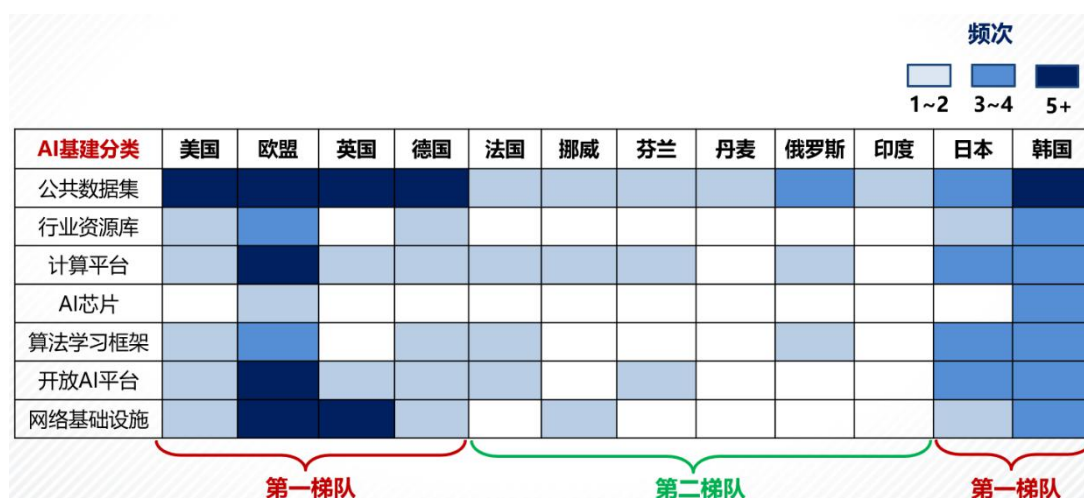 频次
1~2 3~4 5+
AI基建分类 美国 欧盟 英国 德国 法国 挪威 芬兰 丹麦 俄罗斯 印度 日本 韩国
公共数据集
行业资源库
计算平台
AI芯片
算法学习框架
开放AI平台
网络基础设施
第一梯队 第二梯队 第一梯队